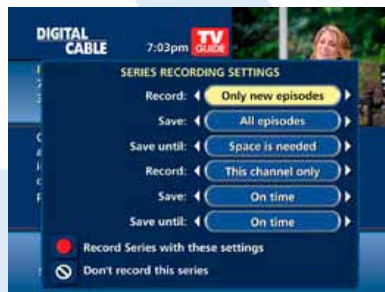 DIGITAL
CABLE
7:03pm
TV
GUIDE
SERIES RECORDING SETTINGS
Record: Only new episodes
Save: All episodes
Save until: Space is needed
Record: This channel only
Save: On time
Save until: On time
Record Series with these settings
Don't record this series